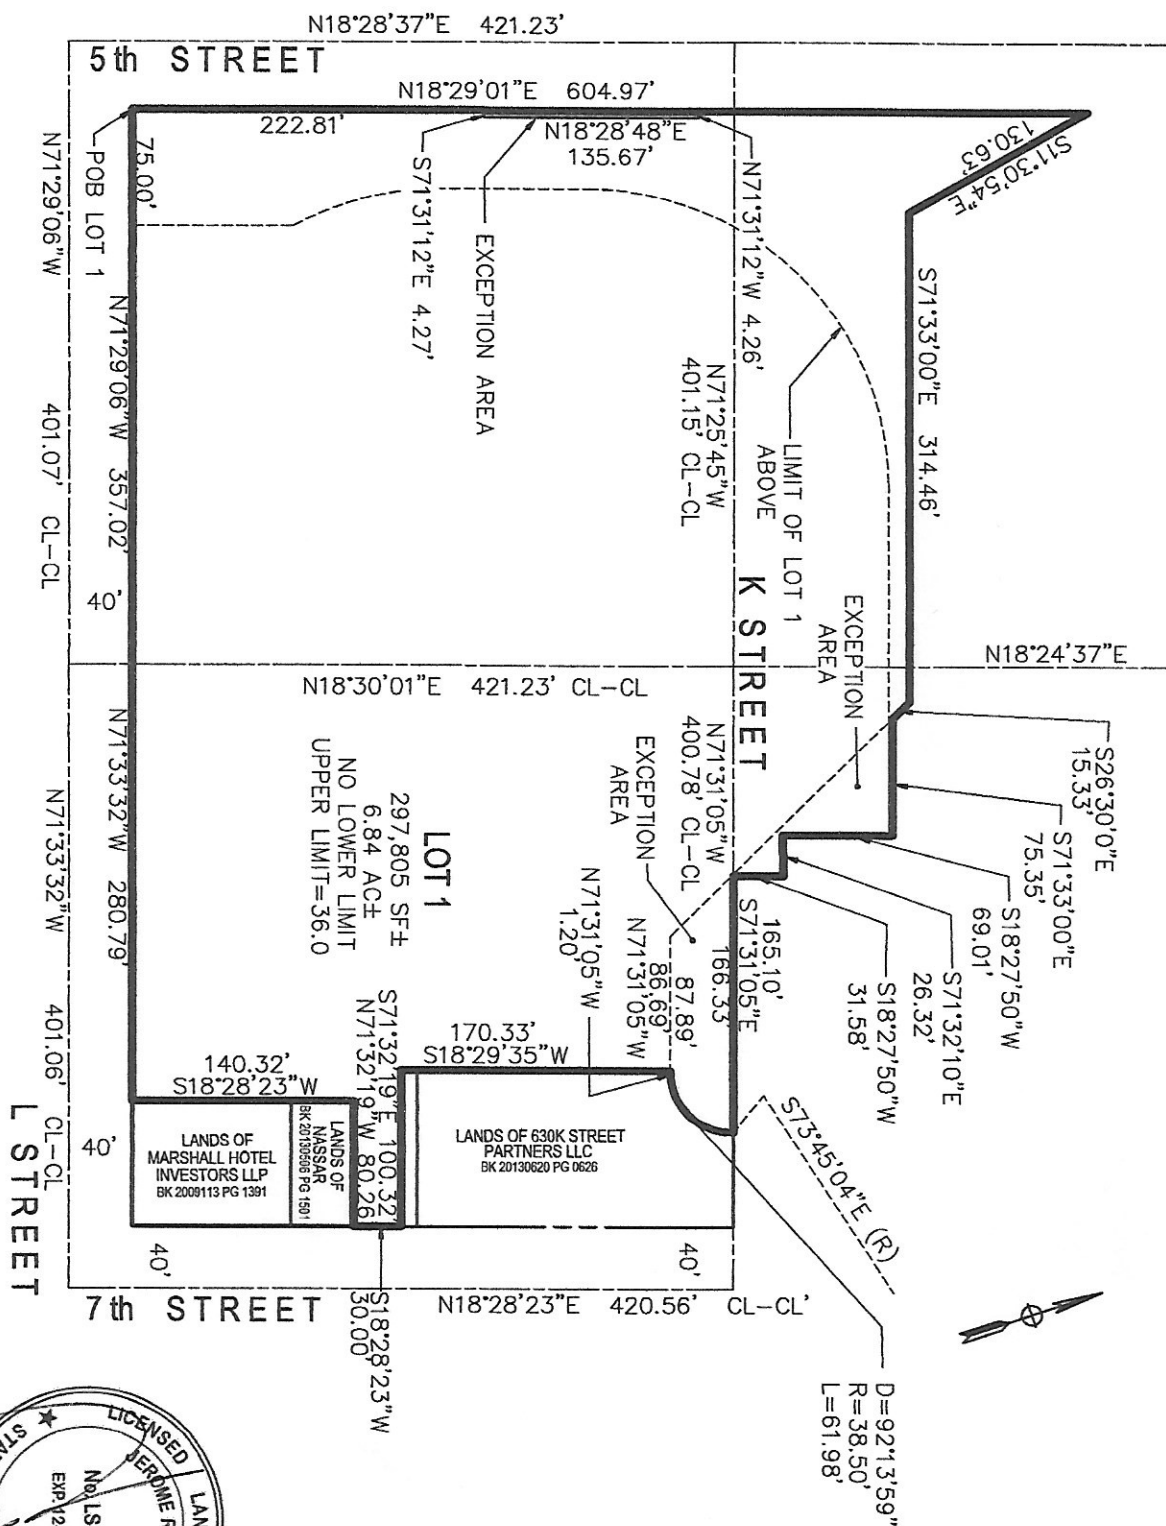 N18°28'37"E 421.23'
5th STREET
N18°29'01"E 604.97'
222.81'
N18°28'48"E
135.67'
S11°30'54"E
130.63'
75.00'
POB LOT 1
N71°29'06"W 401.07' CL-CL
N71°29'06"W 357.02'
S71°31'12"E 4.27'
EXCEPTION AREA
N71°31'12"W 4.26'
N71°25'45"W
401.15' CL-CL
LIMIT OF LOT 1
ABOVE
S71°33'00"E 314.46'
EXCEPTION
AREA
K STREET
40'
N18°30'01"E 421.23' CL-CL
N18°24'37"E
S26°30'0"E
15.33'
S71°33'00"E
75.35'
S18°27'50"W
69.01'
S71°32'10"E
26.32'
S18°27'50"W
31.58'
N71°31'05"W
400.78' CL-CL
EXCEPTION
AREA
165.10'
S71°31'05"E
166.33'
87.89'
86.69'
N71°31'05"W
N71°31'05"W
1.20'
LOT 1
297,805 SF±
6.84 AC±
NO LOWER LIMIT
UPPER LIMIT=36.0
N71°33'32"W 280.79'
N71°33'32"W 401.06' CL-CL
140.32'
S18°28'23"W
S71°32'19"E 100.32'
N71°32'19"W 80.26'
170.33'
S18°29'35"W
LANDS OF
MARSHALL HOTEL
INVESTORS LLP
BK 2009113 PG 1391
LANDS OF
NASSAR
BK 20130506 PG 1501
LANDS OF 630K STREET
PARTNERS LLC
BK 20130620 PG 0626
S73°45'04"E (R)
40'
40'
40'
L STREET
7th STREET
N18°28'23"E 420.56' CL-CL'
S18°28'23"W
30.00'
D=92°13'59"
R=38.50'
L=61.98'
LICENSED LAN
JEROME R
No. LS
EXP. 12
STA